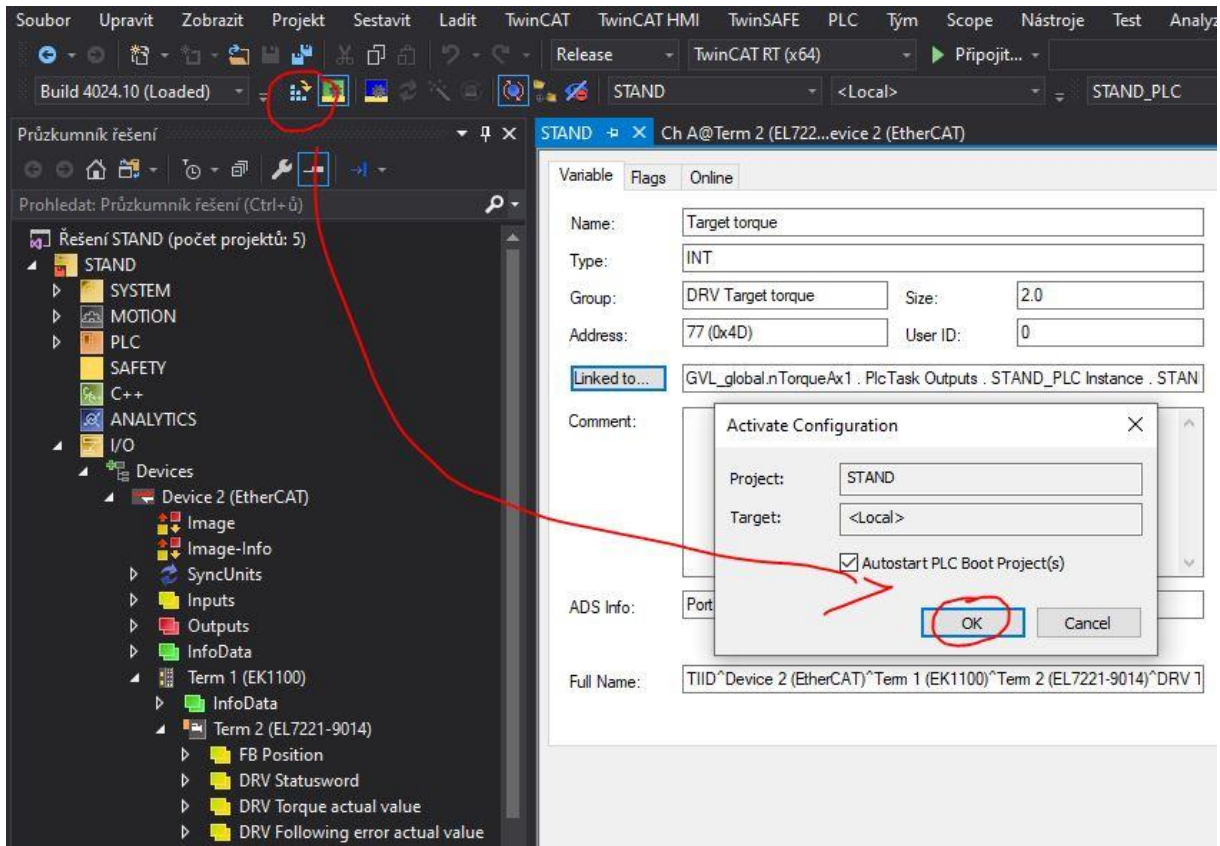 Soubor Upravit Zobrazit Projekt Sestavit Ladit TwinCAT TwinCAT HMI TwinSAFE PLC Tým Scope Nástroje Test Analyz
Release TwinCAT RT (x64) Připojit...
Build 4024.10 (Loaded) STAND <Local> STAND_PLC
Průzkumník řešení
Prohledat: Průzkumník řešení (Ctrl+ů)
Řešení STAND (počet projektů: 5)
STAND
SYSTEM
MOTION
PLC
SAFETY
C++
ANALYTICS
I/O
Devices
Device 2 (EtherCAT)
Image
Image-Info
SyncUnits
Inputs
Outputs
InfoData
Term 1 (EK1100)
InfoData
Term 2 (EL7221-9014)
FB Position
DRV Statusword
DRV Torque actual value
DRV Following error actual value
STAND Ch A@Term 2 (EL722...evice 2 (EtherCAT)
Variable Flags Online
Name: Target torque
Type: INT
Group: DRV Target torque Size: 2.0
Address: 77 (0x4D) User ID: 0
Linked to... GVL_global.nTorqueAx1 . PlcTask Outputs . STAND_PLC Instance . STAN
Comment:
Activate Configuration
Project: STAND
Target: <Local>
Autostart PLC Boot Project(s)
OK Cancel
ADS Info: Port
Full Name: TIID^Device 2 (EtherCAT)^Term 1 (EK1100)^Term 2 (EL7221-9014)^DRV T